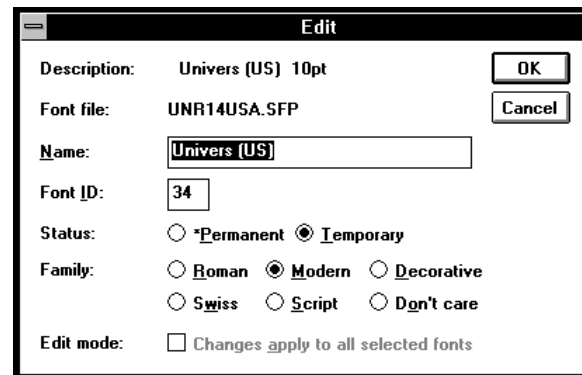 Edit
Description: Univers (US) 10pt OK
Font file: UNR14USA.SFP Cancel
Name: Univers (US)
Font ID: 34
Status: *Permanent Temporary
Family: Roman Modern Decorative
Swiss Script Don't care
Edit mode: Changes apply to all selected fonts